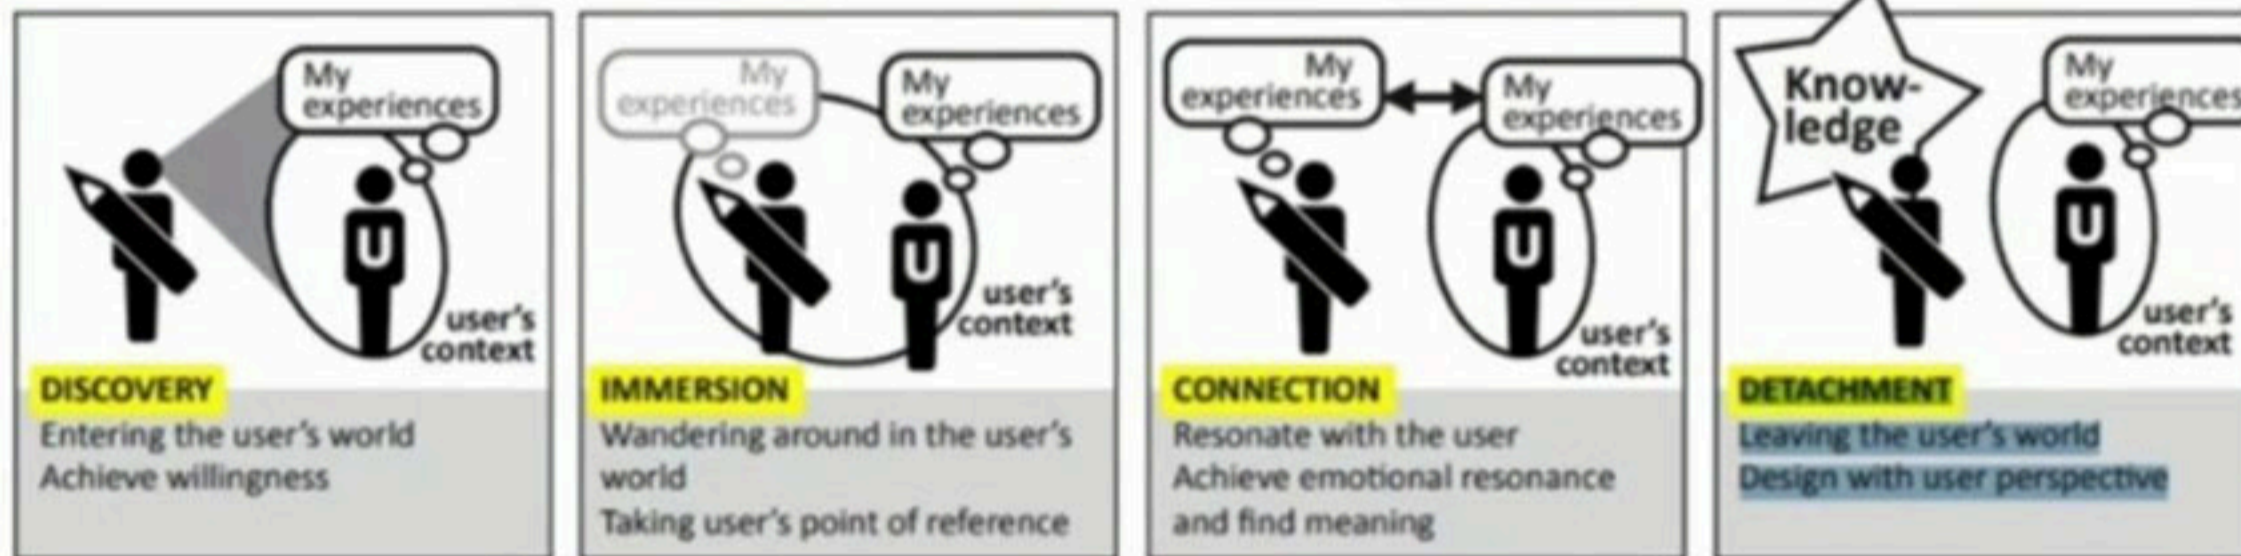 My
experiences
U
user's
context
DISCOVERY
Entering the user's world
Achieve willingness
My
experiences
My
experiences
U
user's
context
IMMERSION
Wandering around in the user's
world
Taking user's point of reference
My
experiences
My
experiences
U
user's
context
CONNECTION
Resonate with the user
Achieve emotional resonance
and find meaning
Know-
ledge
My
experiences
U
user's
context
DETACHMENT
Leaving the user's world
Design with user perspective